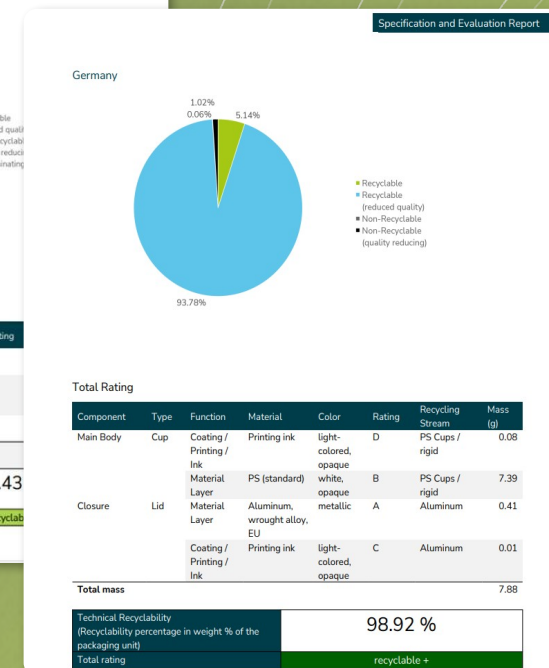 Specification and Evaluation Report
Germany
1.02%
0.06%
5.14%
Recyclable
Recyclable
(reduced quality)
Non-Recyclable
Non-Recyclable
(quality reducing)
93.78%
Total Rating
Component Type Function Material Color Rating Recycling Stream Mass (g)
Main Body Cup Coating / Printing / Ink Printing ink light-colored, opaque D PS Cups / rigid 0.08
Material Layer PS (standard) white, opaque B PS Cups / rigid 7.39
Closure Lid Material Layer Aluminum, wrought alloy, EU metallic A Aluminum 0.41
Coating / Printing / Ink Printing ink light-colored, opaque C Aluminum 0.01
Total mass 7.88
Technical Recyclability
(Recyclability percentage in weight % of the
packaging unit)
98.92 %
Total rating recyclable +
.43